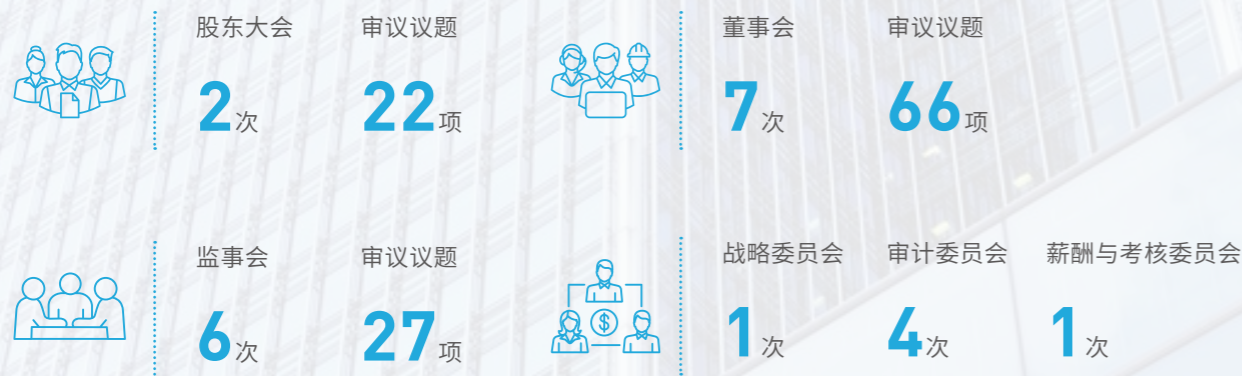 股东大会 审议议题
2次 22项
董事会 审议议题
7次 66项
监事会 审议议题
6次 27项
战略委员会 审计委员会 薪酬与考核委员会
1次 4次 1次